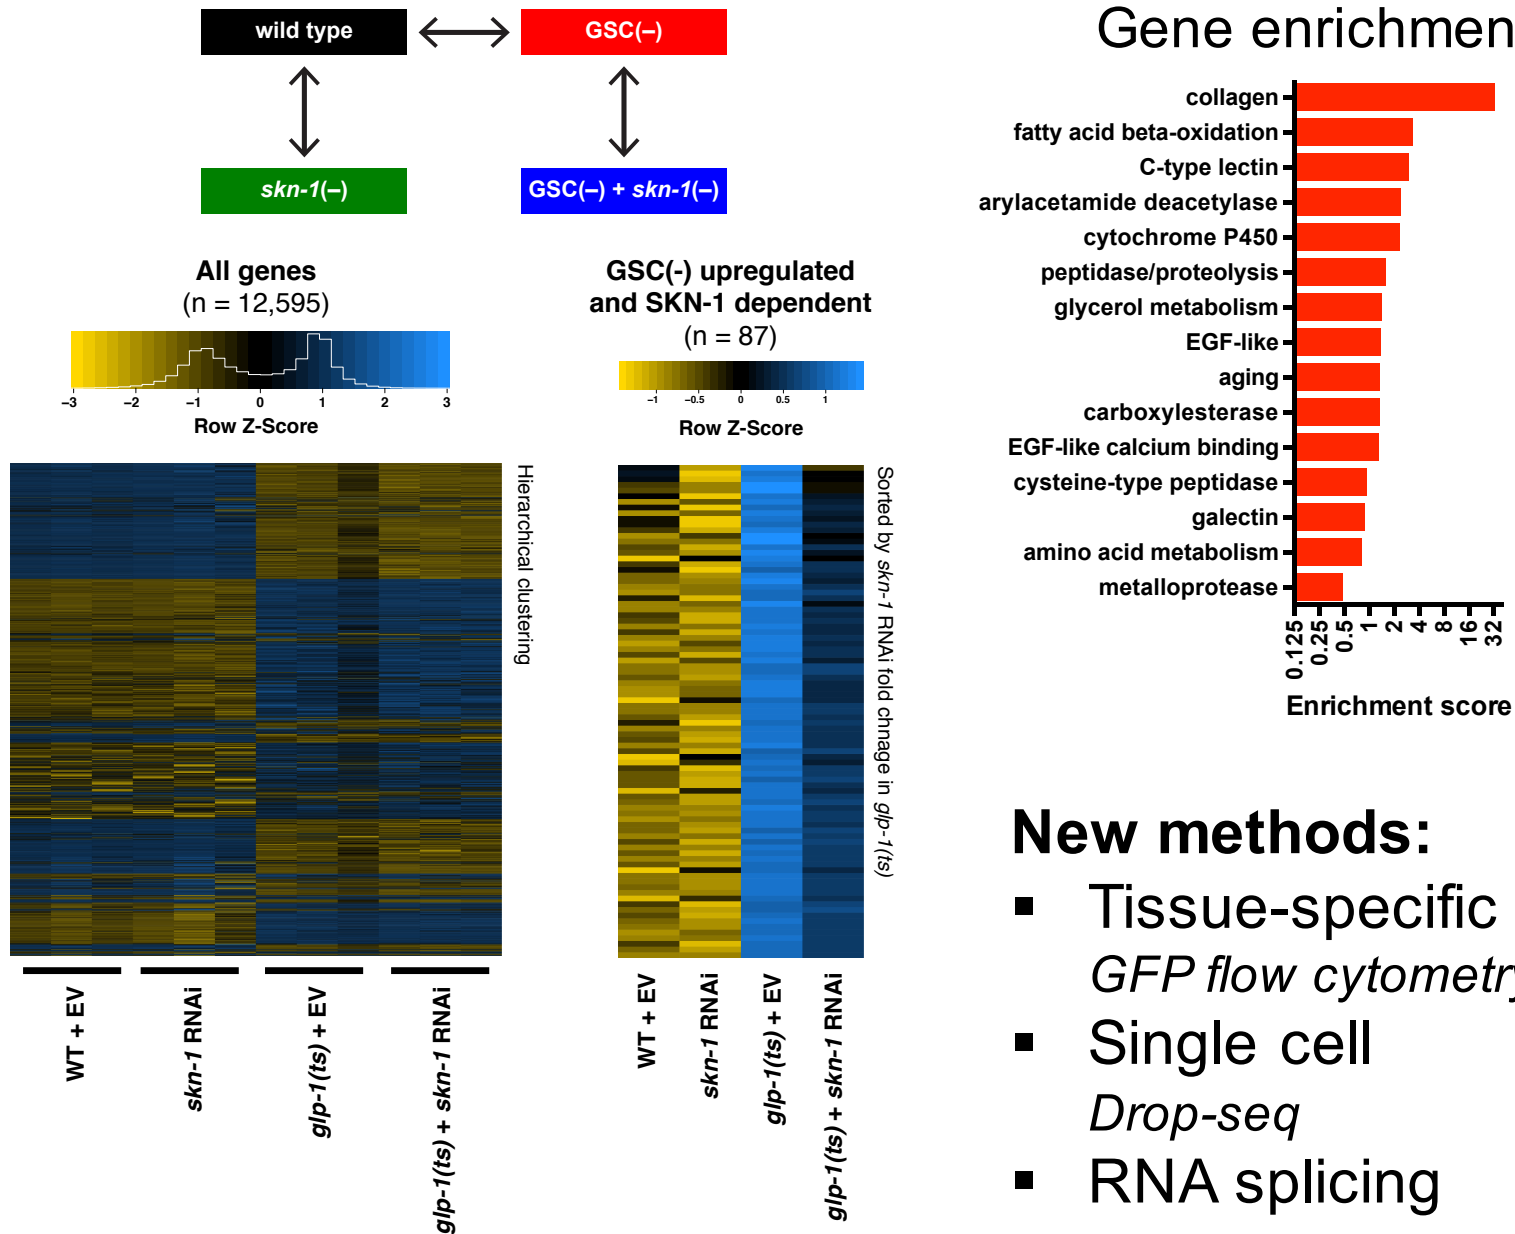 wild type
GSC(–)
skn-1(–)
GSC(–) + skn-1(–)
All genes
(n = 12,595)
−3 −2 −1 0 1 2 3
Row Z-Score
Hierarchical clustering
WT + EV
skn-1 RNAi
glp-1(ts) + EV
glp-1(ts) + skn-1 RNAi
GSC(-) upregulated
and SKN-1 dependent
(n = 87)
−1 −0.5 0 0.5 1
Row Z-Score
Sorted by skn-1 RNAi fold chnage in glp-1(ts)
WT + EV
skn-1 RNAi
glp-1(ts) + EV
glp-1(ts) + skn-1 RNAi
Gene enrichmen
collagen
fatty acid beta-oxidation
C-type lectin
arylacetamide deacetylase
cytochrome P450
peptidase/proteolysis
glycerol metabolism
EGF-like
aging
carboxylesterase
EGF-like calcium binding
cysteine-type peptidase
galectin
amino acid metabolism
metalloprotease
0.125 0.25 0.5 1 2 4 8 16 32
Enrichment score
New methods:
▪ Tissue-specific
GFP flow cytometry
▪ Single cell
Drop-seq
▪ RNA splicing